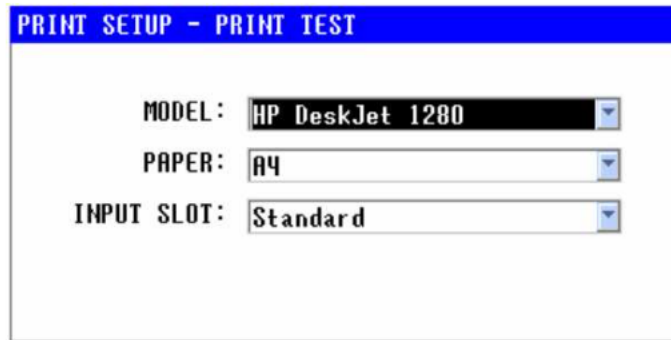 PRINT SETUP - PRINT TEST
MODEL: HP DeskJet 1280
PAPER: A4
INPUT SLOT: Standard